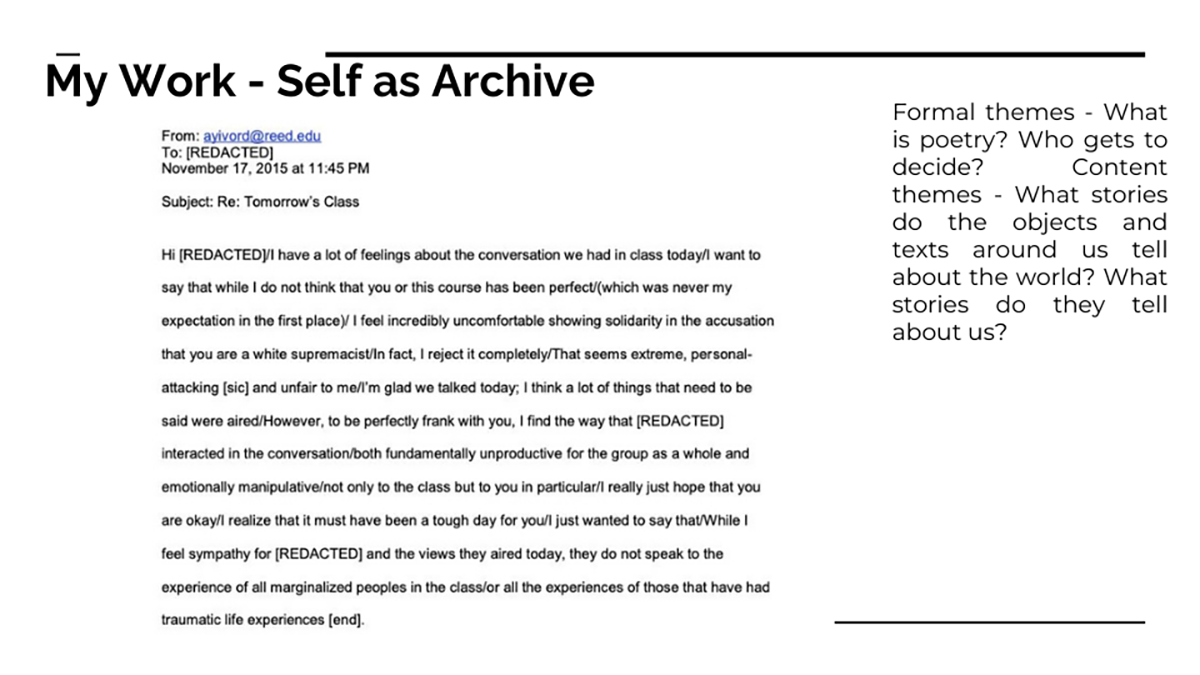 My Work - Self as Archive
From: ayivord@reed.edu
To: [REDACTED]
November 17, 2015 at 11:45 PM
Subject: Re: Tomorrow's Class
Hi [REDACTED]/I have a lot of feelings about the conversation we had in class today/I want to
say that while I do not think that you or this course has been perfect/(which was never my
expectation in the first place)/ I feel incredibly uncomfortable showing solidarity in the accusation
that you are a white supremacist/In fact, I reject it completely/That seems extreme, personal-
attacking [sic] and unfair to me/I'm glad we talked today; I think a lot of things that need to be
said were aired/However, to be perfectly frank with you, I find the way that [REDACTED]
interacted in the conversation/both fundamentally unproductive for the group as a whole and
emotionally manipulative/not only to the class but to you in particular/I really just hope that you
are okay/I realize that it must have been a tough day for you/I just wanted to say that/While I
feel sympathy for [REDACTED] and the views they aired today, they do not speak to the
experience of all marginalized peoples in the class/or all the experiences of those that have had
traumatic life experiences [end].
Formal themes - What
is poetry? Who gets to
decide? Content
themes - What stories
do the objects and
texts around us tell
about the world? What
stories do they tell
about us?